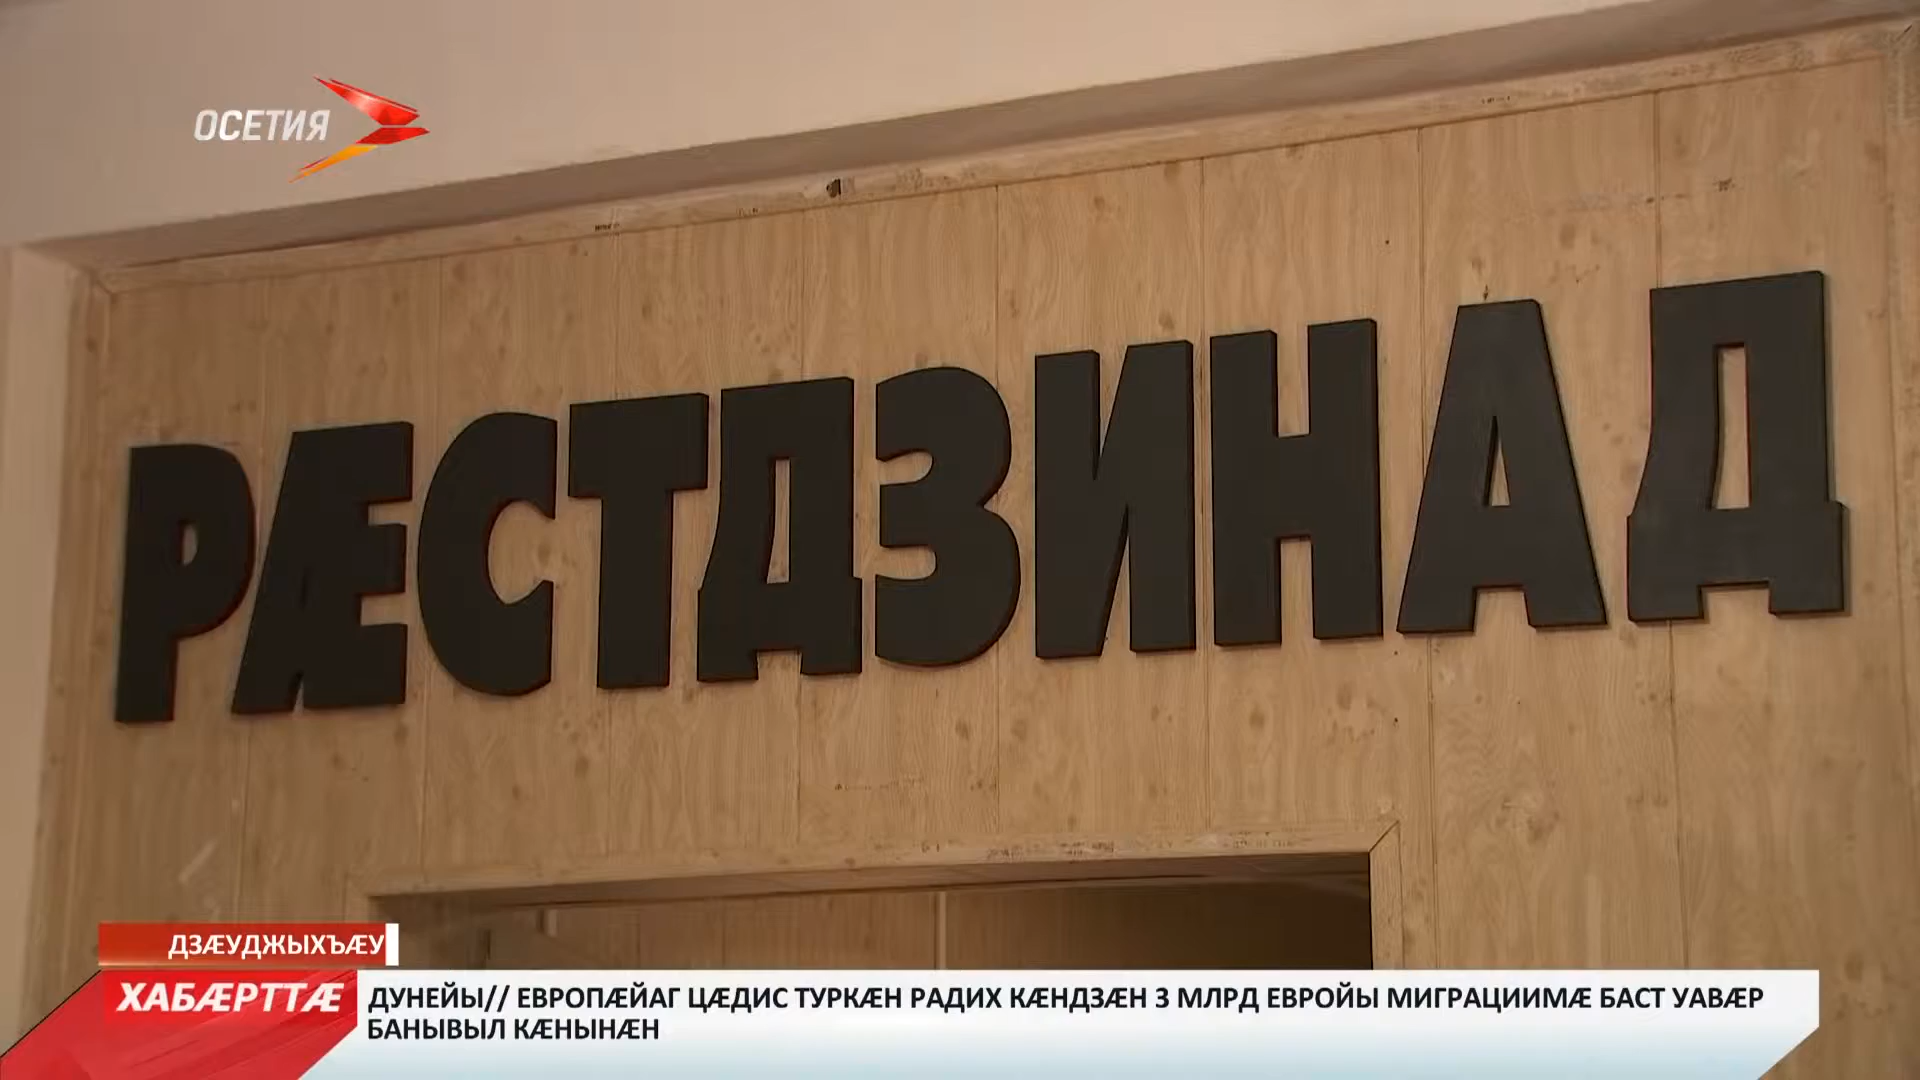 ОСЕТИЯ
РÆСТДЗИНАД
ДЗÆУДЖЫХЪÆУ
ХАБÆРТТÆ
ДУНЕЙЫ// ЕВРОПÆЙАГ ЦÆДИС ТУРКÆН РАДИХ КÆНДЗÆН 3 МЛРД ЕВРОЙЫ МИГРАЦИИМÆ БАСТ УАВÆР
БАНЫВЫЛ КÆНЫНÆН